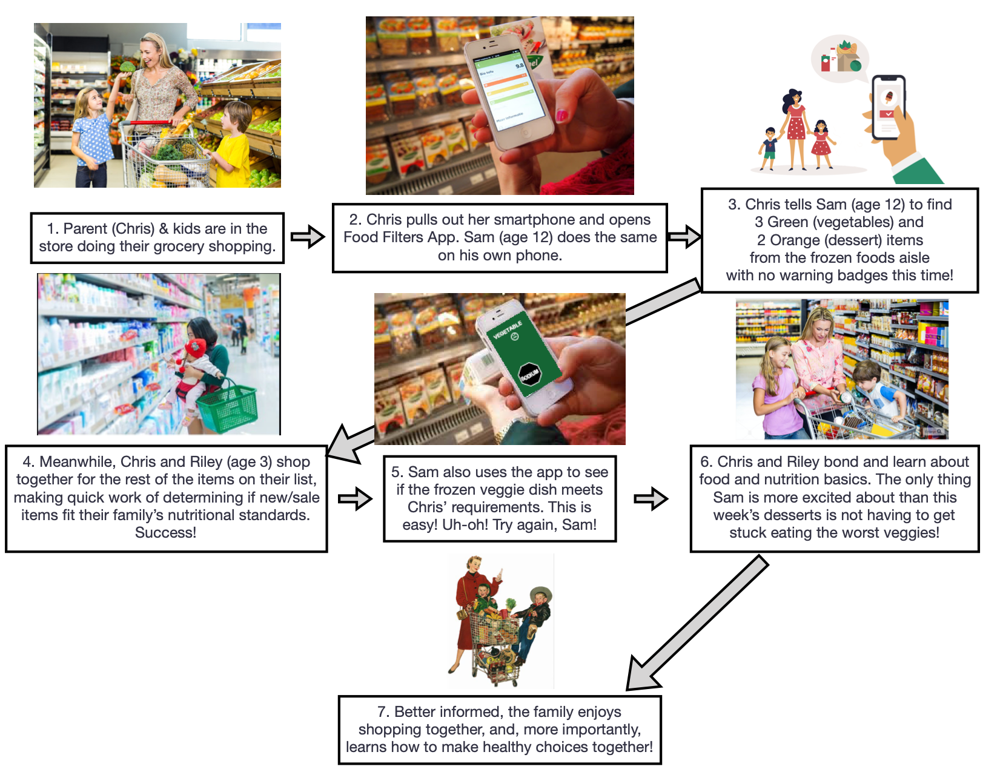 9.8
Meer informatie
1. Parent (Chris) & kids are in the
store doing their grocery shopping.
2. Chris pulls out her smartphone and opens
Food Filters App. Sam (age 12) does the same
on his own phone.
3. Chris tells Sam (age 12) to find
3 Green (vegetables) and
2 Orange (dessert) items
from the frozen foods aisle
with no warning badges this time!
VEGETABLE
SODIUM
4. Meanwhile, Chris and Riley (age 3) shop
together for the rest of the items on their list,
making quick work of determining if new/sale
items fit their family’s nutritional standards.
Success!
5. Sam also uses the app to see
if the frozen veggie dish meets
Chris’ requirements. This is
easy! Uh-oh! Try again, Sam!
6. Chris and Riley bond and learn about
food and nutrition basics. The only thing
Sam is more excited about than this
week’s desserts is not having to get
stuck eating the worst veggies!
7. Better informed, the family enjoys
shopping together, and, more importantly,
learns how to make healthy choices together!